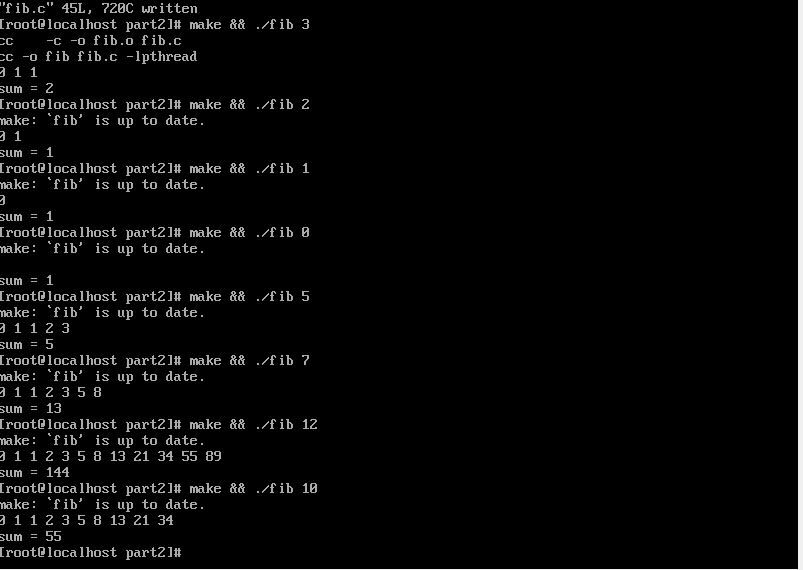 "fib.c" 45L, 720C written
[root@localhost part2]# make && ./fib 3
cc    -c -o fib.o fib.c
cc -o fib fib.c -lpthread
0 1 1
sum = 2
[root@localhost part2]# make && ./fib 2
make: `fib' is up to date.
0 1
sum = 1
[root@localhost part2]# make && ./fib 1
make: `fib' is up to date.
0
sum = 1
[root@localhost part2]# make && ./fib 0
make: `fib' is up to date.

sum = 1
[root@localhost part2]# make && ./fib 5
make: `fib' is up to date.
0 1 1 2 3
sum = 5
[root@localhost part2]# make && ./fib 7
make: `fib' is up to date.
0 1 1 2 3 5 8
sum = 13
[root@localhost part2]# make && ./fib 12
make: `fib' is up to date.
0 1 1 2 3 5 8 13 21 34 55 89
sum = 144
[root@localhost part2]# make && ./fib 10
make: `fib' is up to date.
0 1 1 2 3 5 8 13 21 34
sum = 55
[root@localhost part2]#